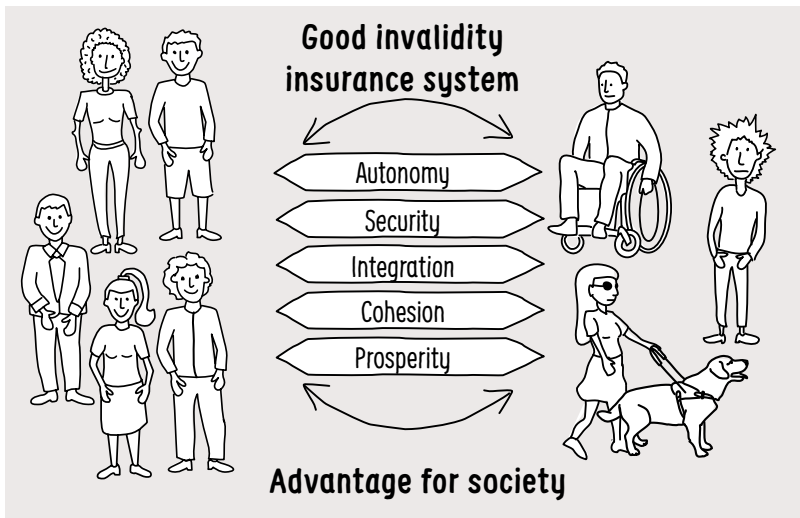 Good invalidity
insurance system
Autonomy
Security
Integration
Cohesion
Prosperity
Advantage for society